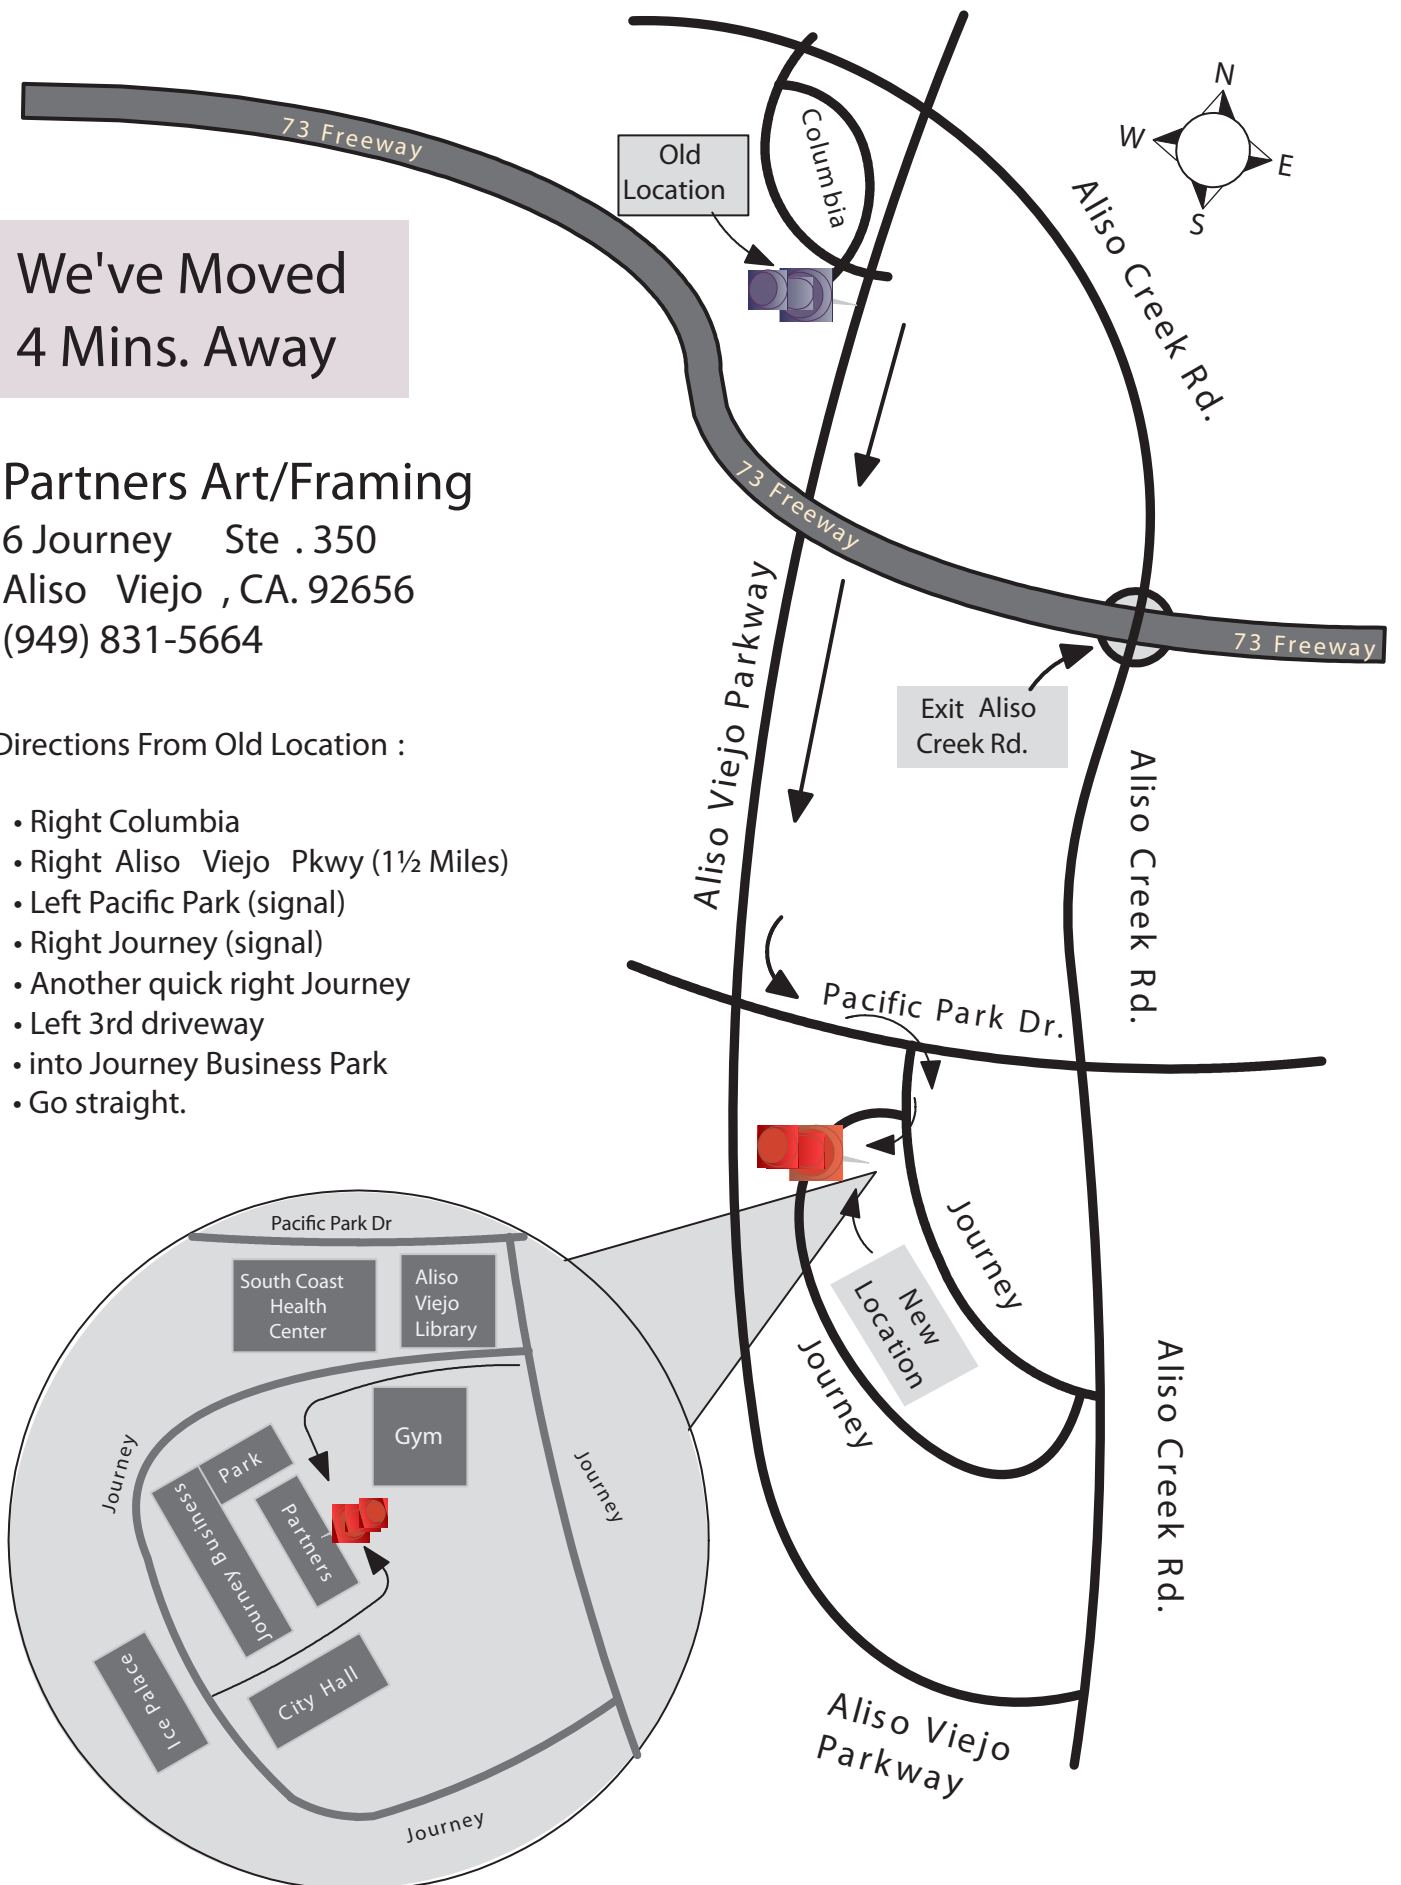 73 Freeway
Old
Location
Columbia
N
W
E
S
Aliso Creek Rd.
We've Moved
4 Mins. Away
Partners Art/Framing
6 Journey Ste . 350
Aliso Viejo , CA. 92656
(949) 831-5664
73 Freeway
73 Freeway
Exit Aliso
Creek Rd.
Aliso Viejo Parkway
Aliso Creek Rd.
Directions From Old Location :
• Right Columbia
• Right Aliso Viejo Pkwy (1½ Miles)
• Left Pacific Park (signal)
• Right Journey (signal)
• Another quick right Journey
• Left 3rd driveway
• into Journey Business Park
• Go straight.
Pacific Park Dr.
Journey
New
Location
Journey
Aliso Creek Rd.
Aliso Viejo
Parkway
Pacific Park Dr
South Coast
Health
Center
Aliso
Viejo
Library
Gym
Journey
Park
Journey Business
Partners
Journey
Ice Palace
City Hall
Journey